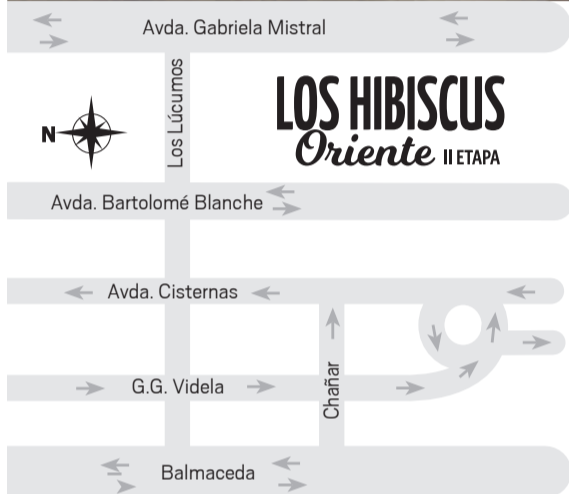 Avda. Gabriela Mistral
Los Lúcumos
LOS HIBISCUS
Oriente II ETAPA
N
Avda. Bartolomé Blanche
Avda. Cisternas
G.G. Videla
Chañar
Balmaceda